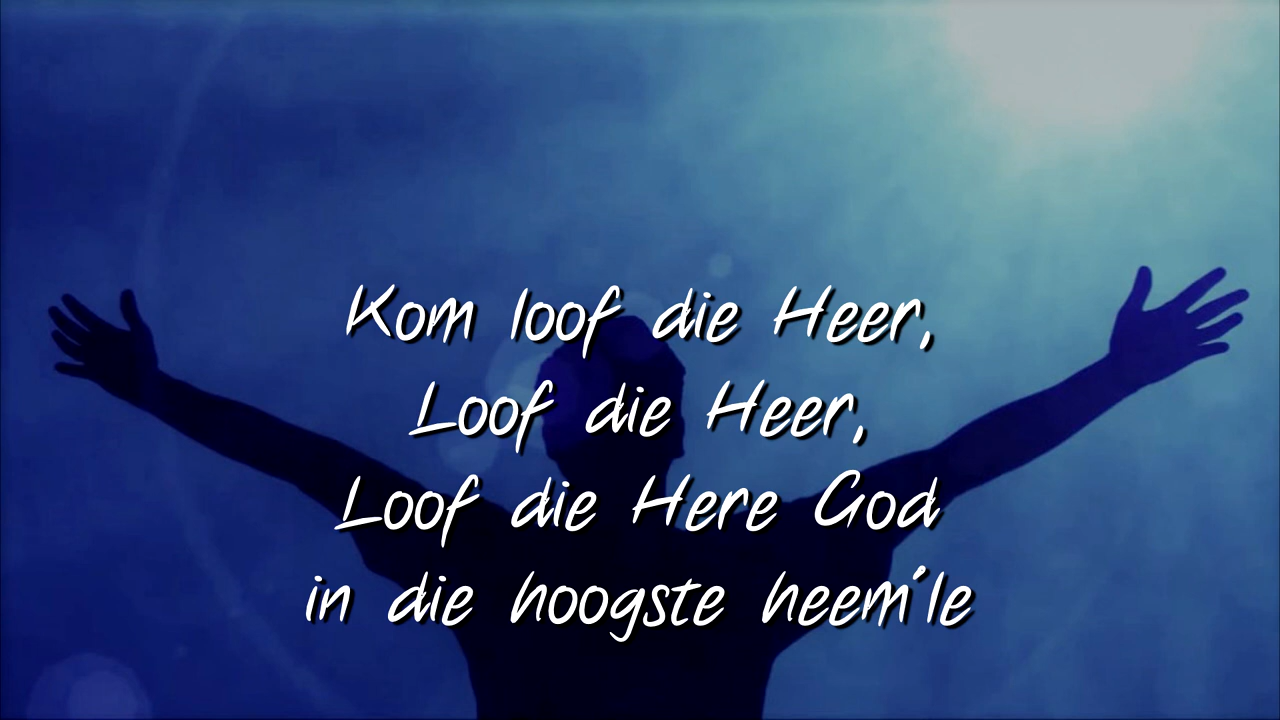 Kom loof die Heer,
Loof die Heer,
Loof die Here God
in die hoogste heem'le